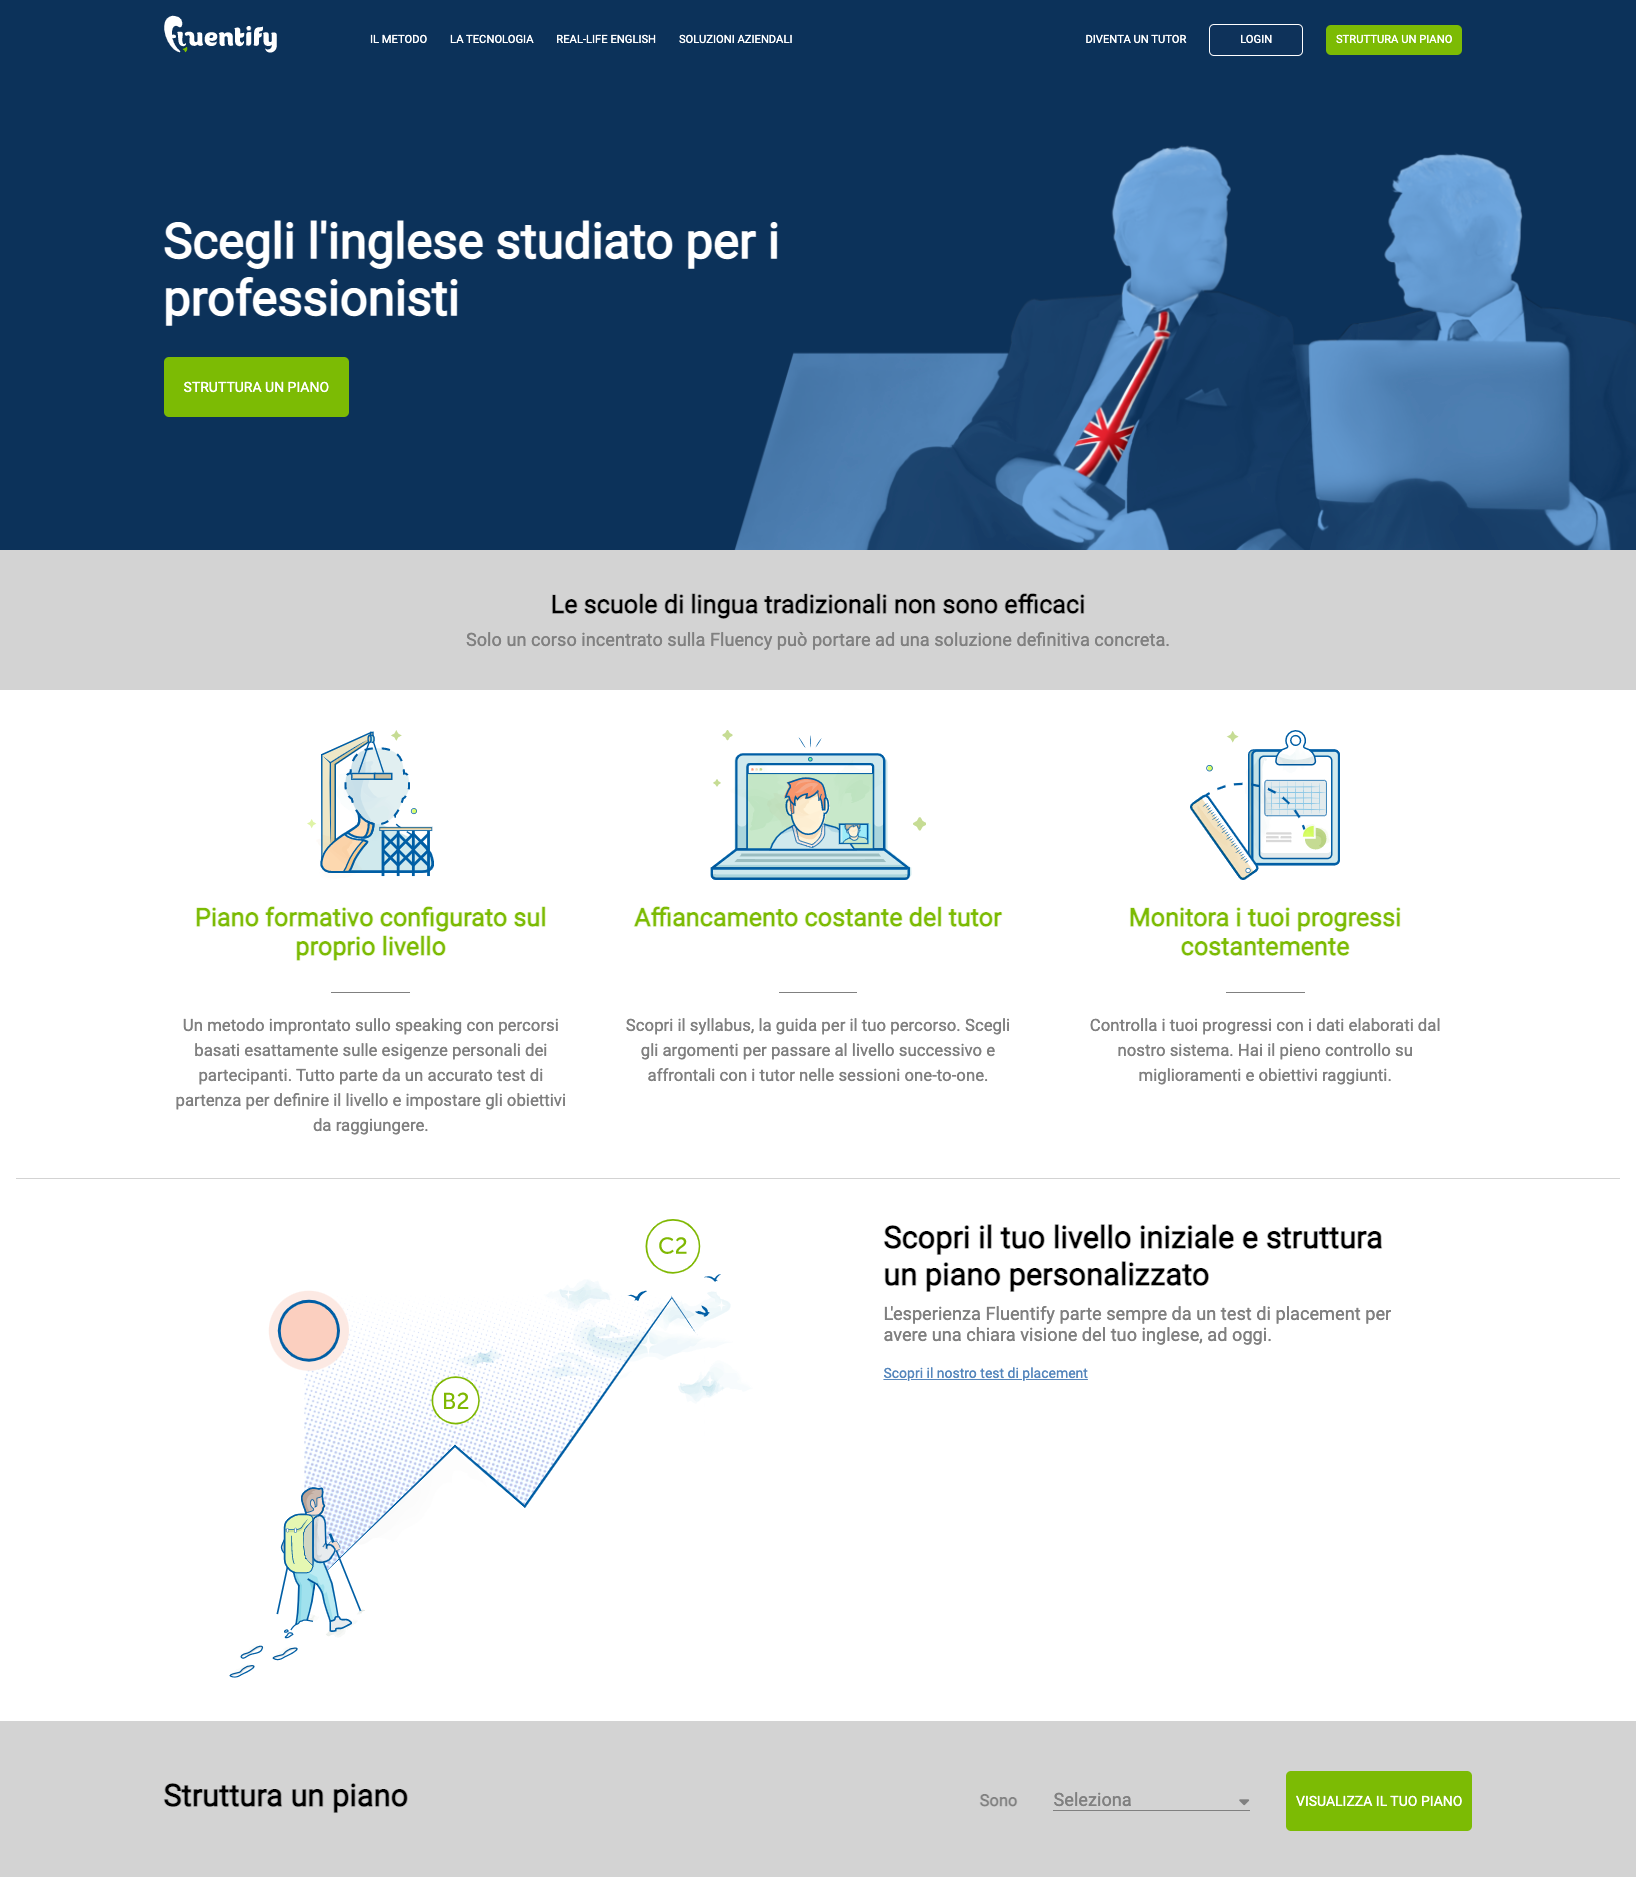 Fluentify
IL METODO
LA TECNOLOGIA
REAL-LIFE ENGLISH
SOLUZIONI AZIENDALI
DIVENTA UN TUTOR
LOGIN
STRUTTURA UN PIANO
Scegli l'inglese studiato per i
professionisti
STRUTTURA UN PIANO
Le scuole di lingua tradizionali non sono efficaci
Solo un corso incentrato sulla Fluency può portare ad una soluzione definitiva concreta.
Piano formativo configurato sul
proprio livello
Un metodo improntato sullo speaking con percorsi
basati esattamente sulle esigenze personali dei
partecipanti. Tutto parte da un accurato test di
partenza per definire il livello e impostare gli obiettivi
da raggiungere.
Affiancamento costante del tutor
Scopri il syllabus, la guida per il tuo percorso. Scegli
gli argomenti per passare al livello successivo e
affrontali con i tutor nelle sessioni one-to-one.
Monitora i tuoi progressi
costantemente
Controlla i tuoi progressi con i dati elaborati dal
nostro sistema. Hai il pieno controllo su
miglioramenti e obiettivi raggiunti.
C2
B2
Scopri il tuo livello iniziale e struttura
un piano personalizzato
L'esperienza Fluentify parte sempre da un test di placement per
avere una chiara visione del tuo inglese, ad oggi.
Scopri il nostro test di placement
Struttura un piano
Sono
Seleziona
VISUALIZZA IL TUO PIANO